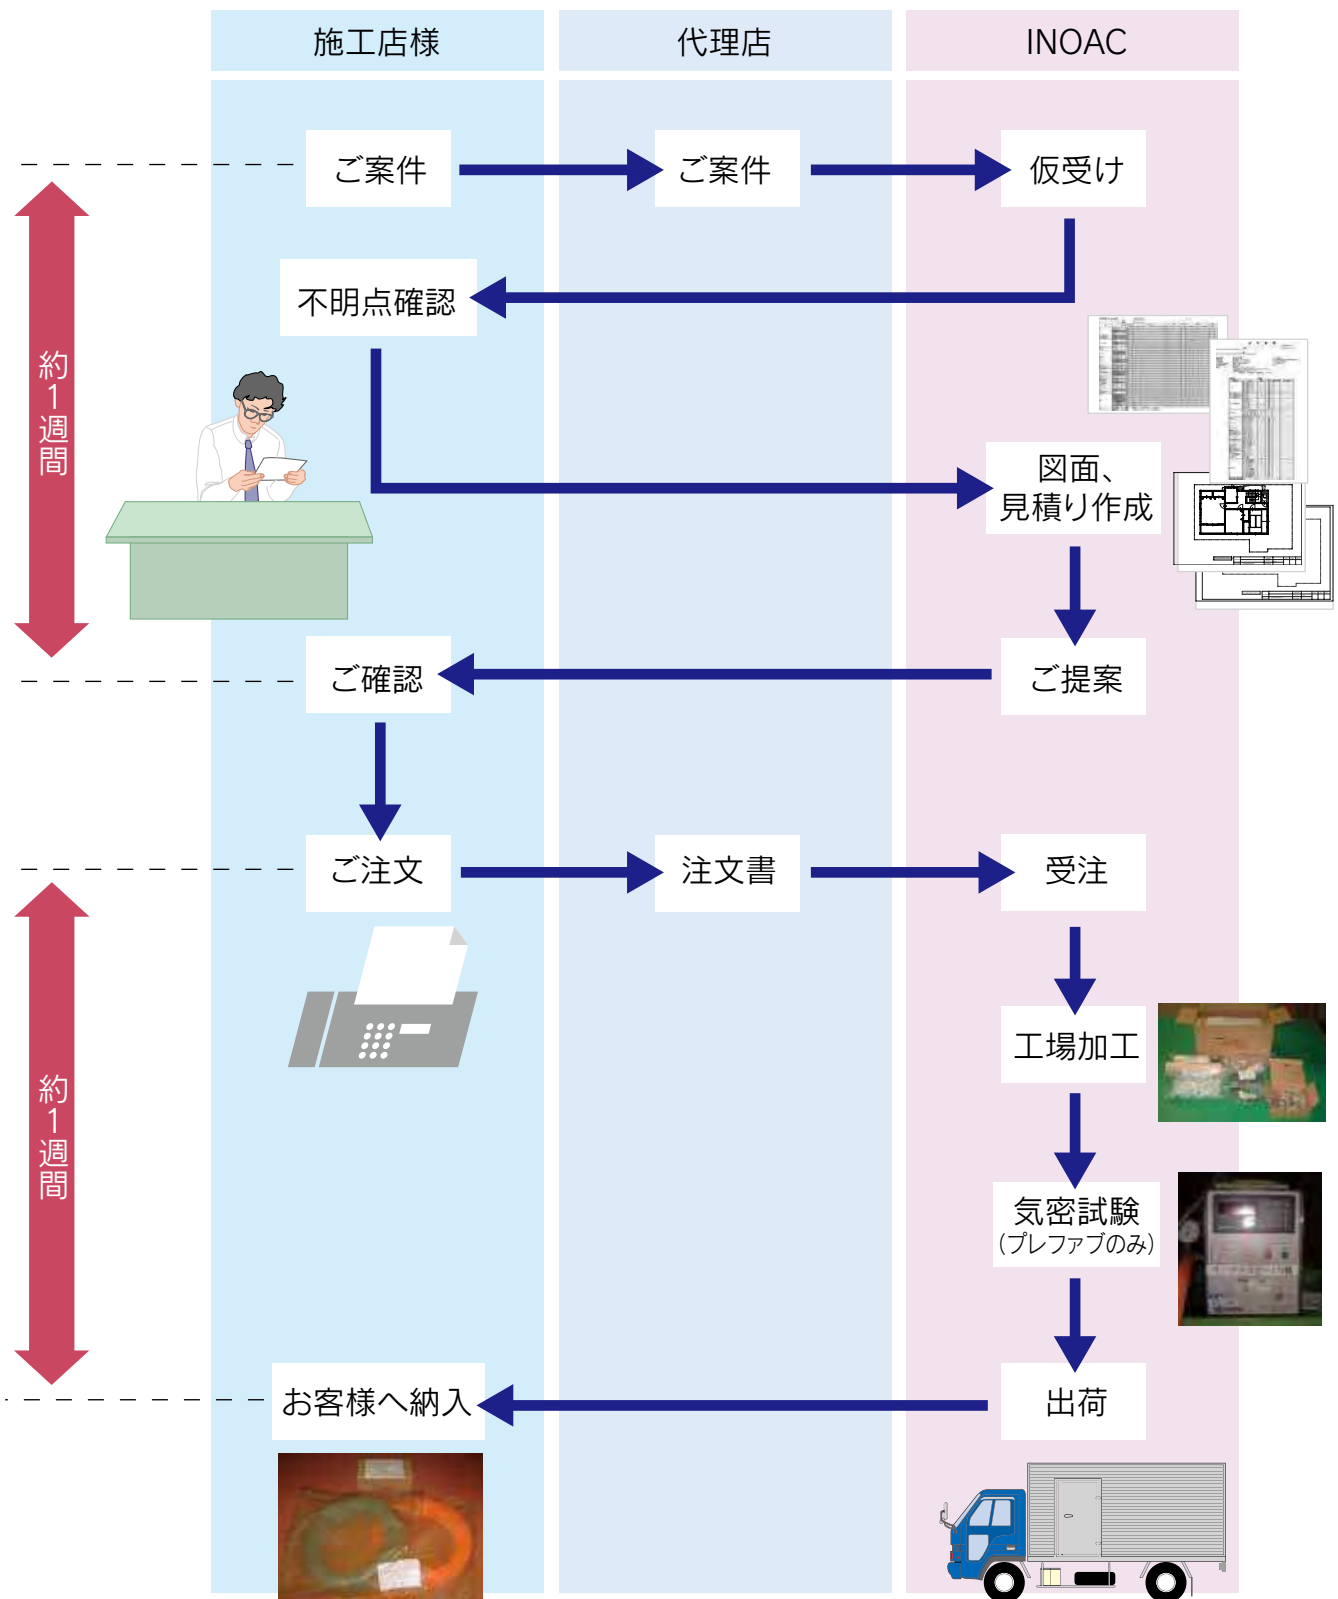 施工店様
代理店
INOAC
ご案件
ご案件
仮受け
不明点確認
約1週間
図面、
見積り作成
ご確認
ご提案
ご注文
注文書
受注
工場加工
約1週間
気密試験
(プレファブのみ)
お客様へ納入
出荷